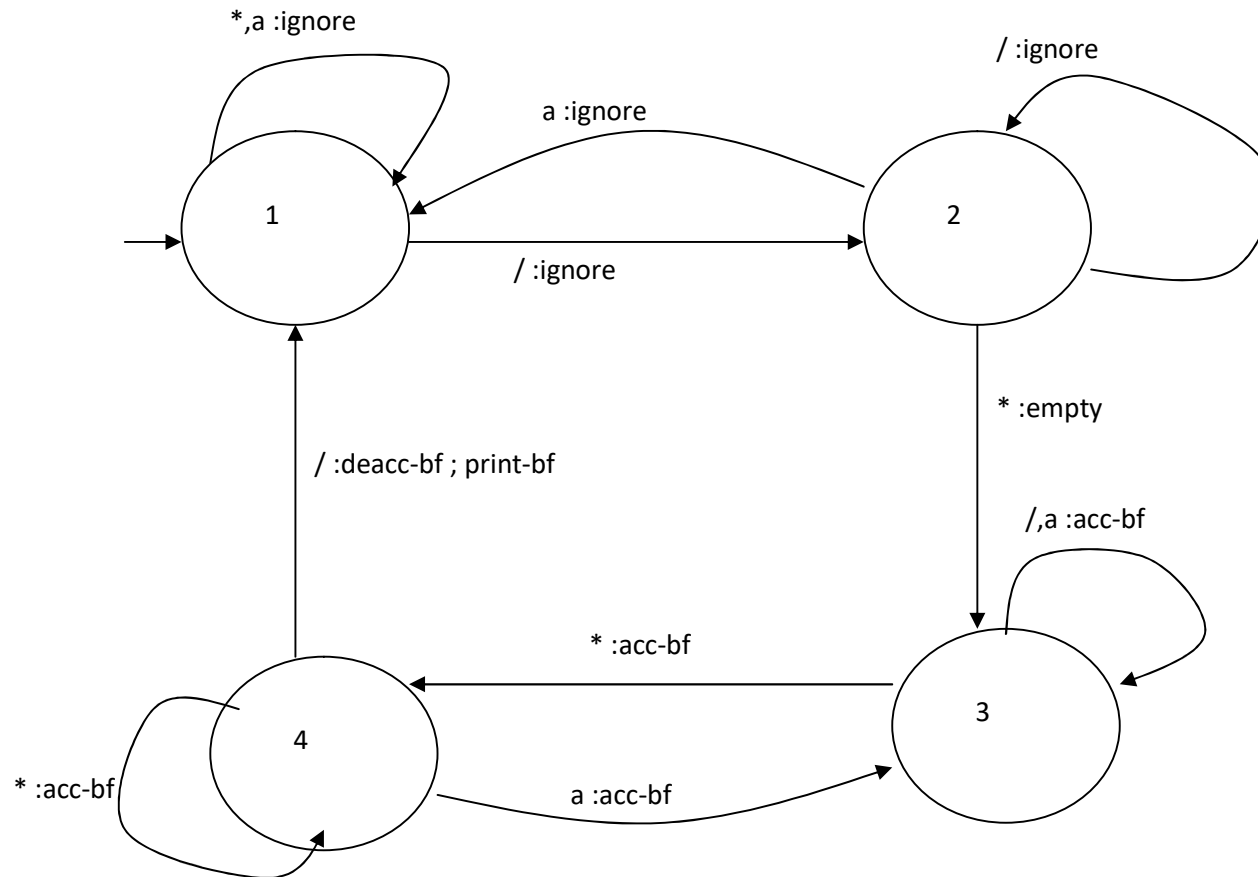 *,a :ignore
/ :ignore
a :ignore
1
2
/ :ignore
* :empty
/ :deacc-bf ; print-bf
/,a :acc-bf
* :acc-bf
3
4
* :acc-bf
a :acc-bf